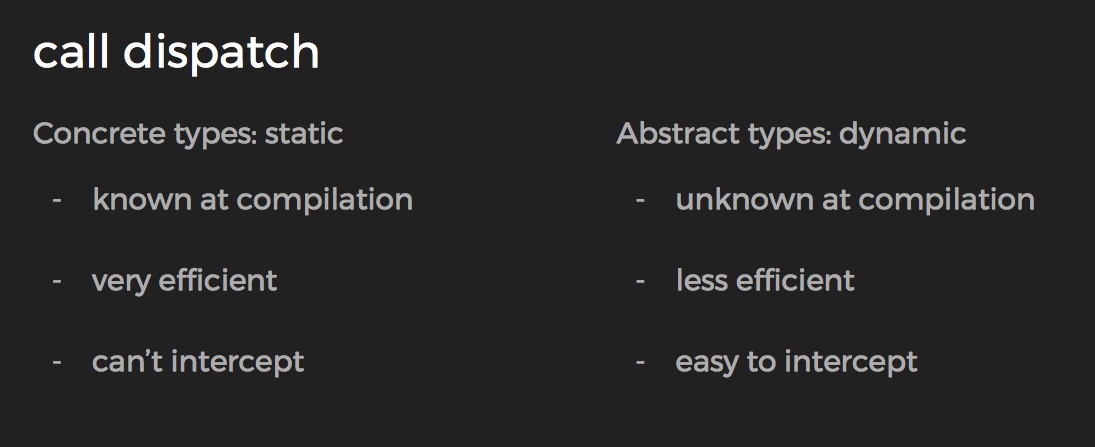 call dispatch
Concrete types: static
- known at compilation
- very efficient
- can’t intercept
Abstract types: dynamic
- unknown at compilation
- less efficient
- easy to intercept